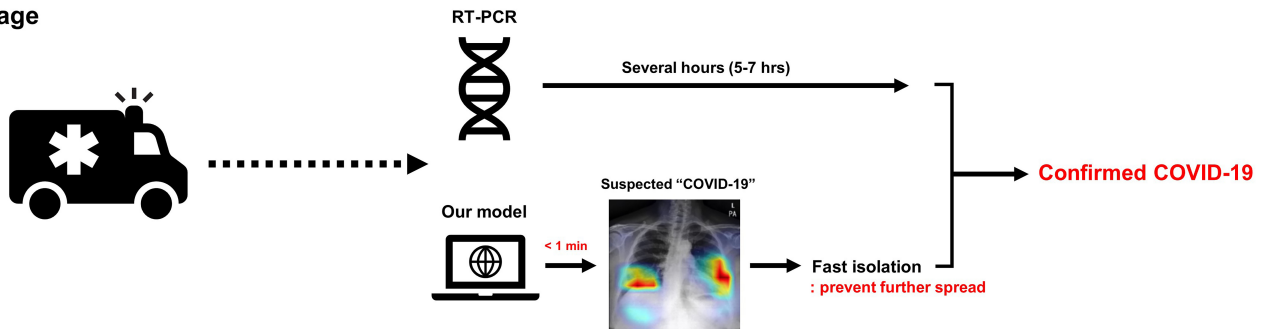 age
RT-PCR
Several hours (5-7 hrs)
Suspected “COVID-19”
L
PA
Our model
< 1 min
Fast isolation
: prevent further spread
Confirmed COVID-19